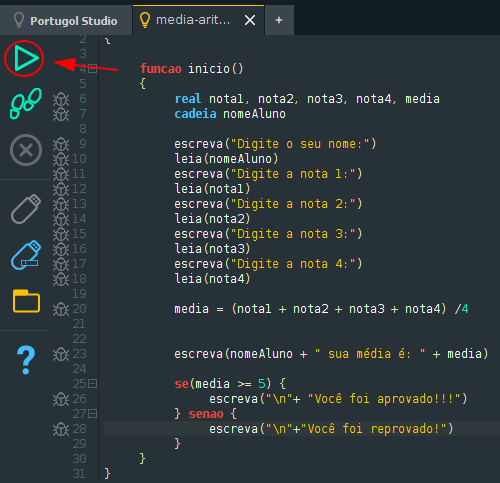 Portugol Studio
media-arit...
+
2 {
3
4 funcao inicio()
5 {
6 real nota1, nota2, nota3, nota4, media
7 cadeia nomeAluno
8
9 escreva("Digite o seu nome:")
10 leia(nomeAluno)
11 escreva("Digite a nota 1:")
12 leia(nota1)
13 escreva("Digite a nota 2:")
14 leia(nota2)
15 escreva("Digite a nota 3:")
16 leia(nota3)
17 escreva("Digite a nota 4:")
18 leia(nota4)
19
20 media = (nota1 + nota2 + nota3 + nota4) /4
21
22
23 escreva(nomeAluno + " sua média é: " + media)
24
25 se(media >= 5) {
26 escreva("\n"+ "Você foi aprovado!!!")
27 } senao {
28 escreva("\n"+"Você foi reprovado!")
29 }
30 }
31 }
?